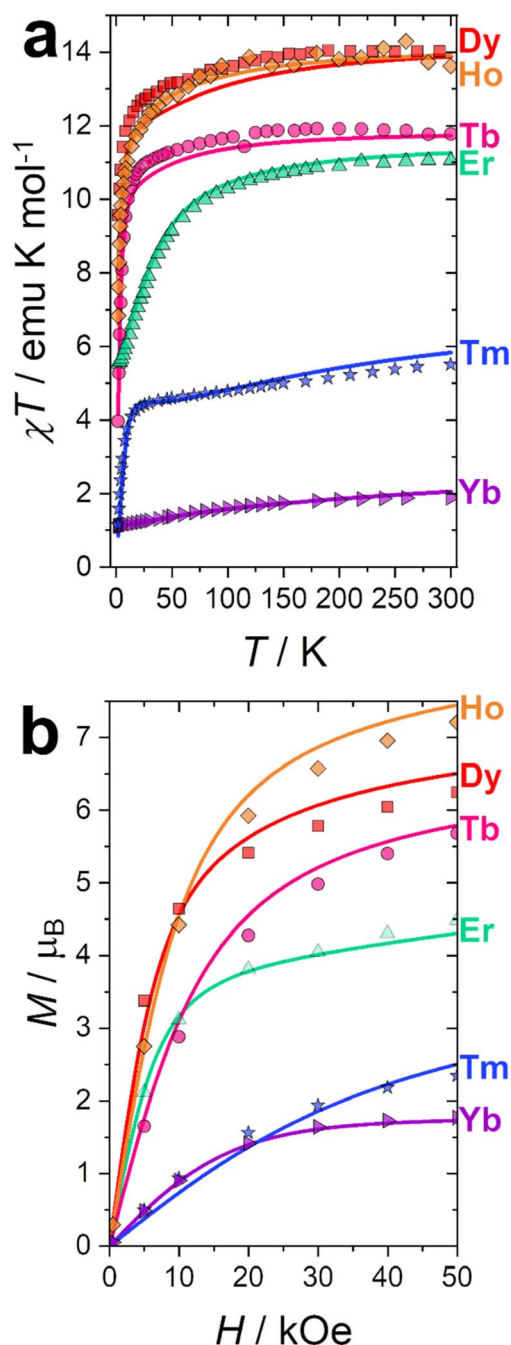 a
14
12
10
8
6
4
2
0
χT / emu K mol⁻¹
Dy
Ho
Tb
Er
Tm
Yb
0 50 100 150 200 250 300
T / K
b
7
6
5
4
3
2
1
0
M / μB
Ho
Dy
Tb
Er
Tm
Yb
0 10 20 30 40 50
H / kOe